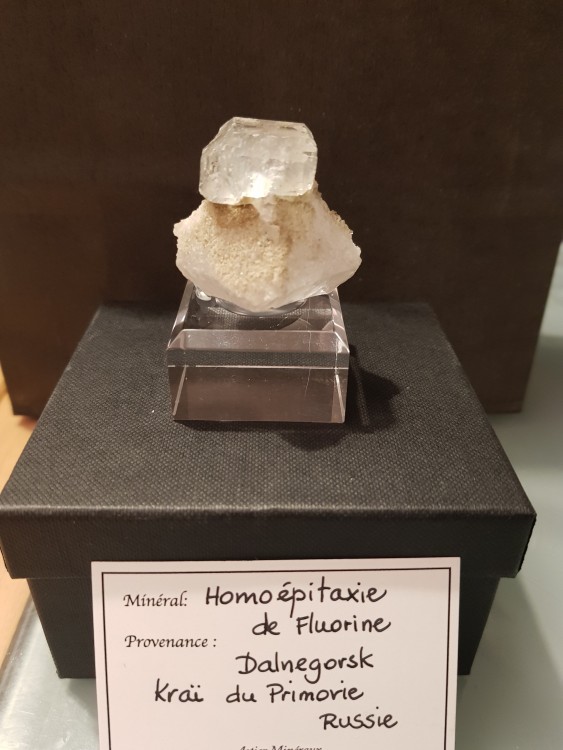 Minéral: Homoépitaxie
de Fluorine
Provenance :
Dalnegorsk
Kraï du Primorie
Russie